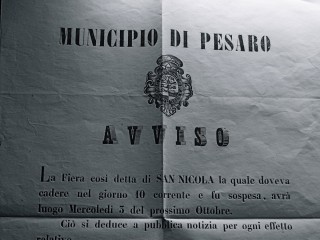 MUNICIPIO DI PESARO
AVVISO
La Fiera così detta di SAN NICOLA la quale doveva
cadere nel giorno 10 corrente e fu sospesa, avrà
luogo Mercoledì 5 del prossimo Ottobre.
Ciò si deduce a pubblica notizia per ogni effetto
relativo